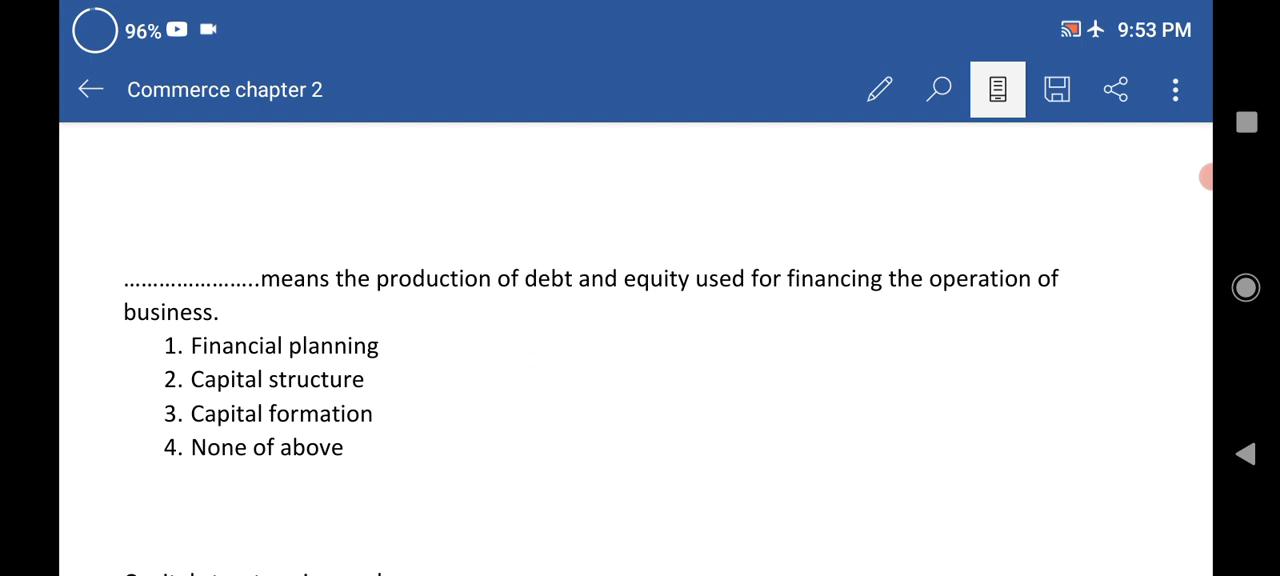 96% 9:53 PM
Commerce chapter 2
........................means the production of debt and equity used for financing the operation of
business.
1. Financial planning
2. Capital structure
3. Capital formation
4. None of above